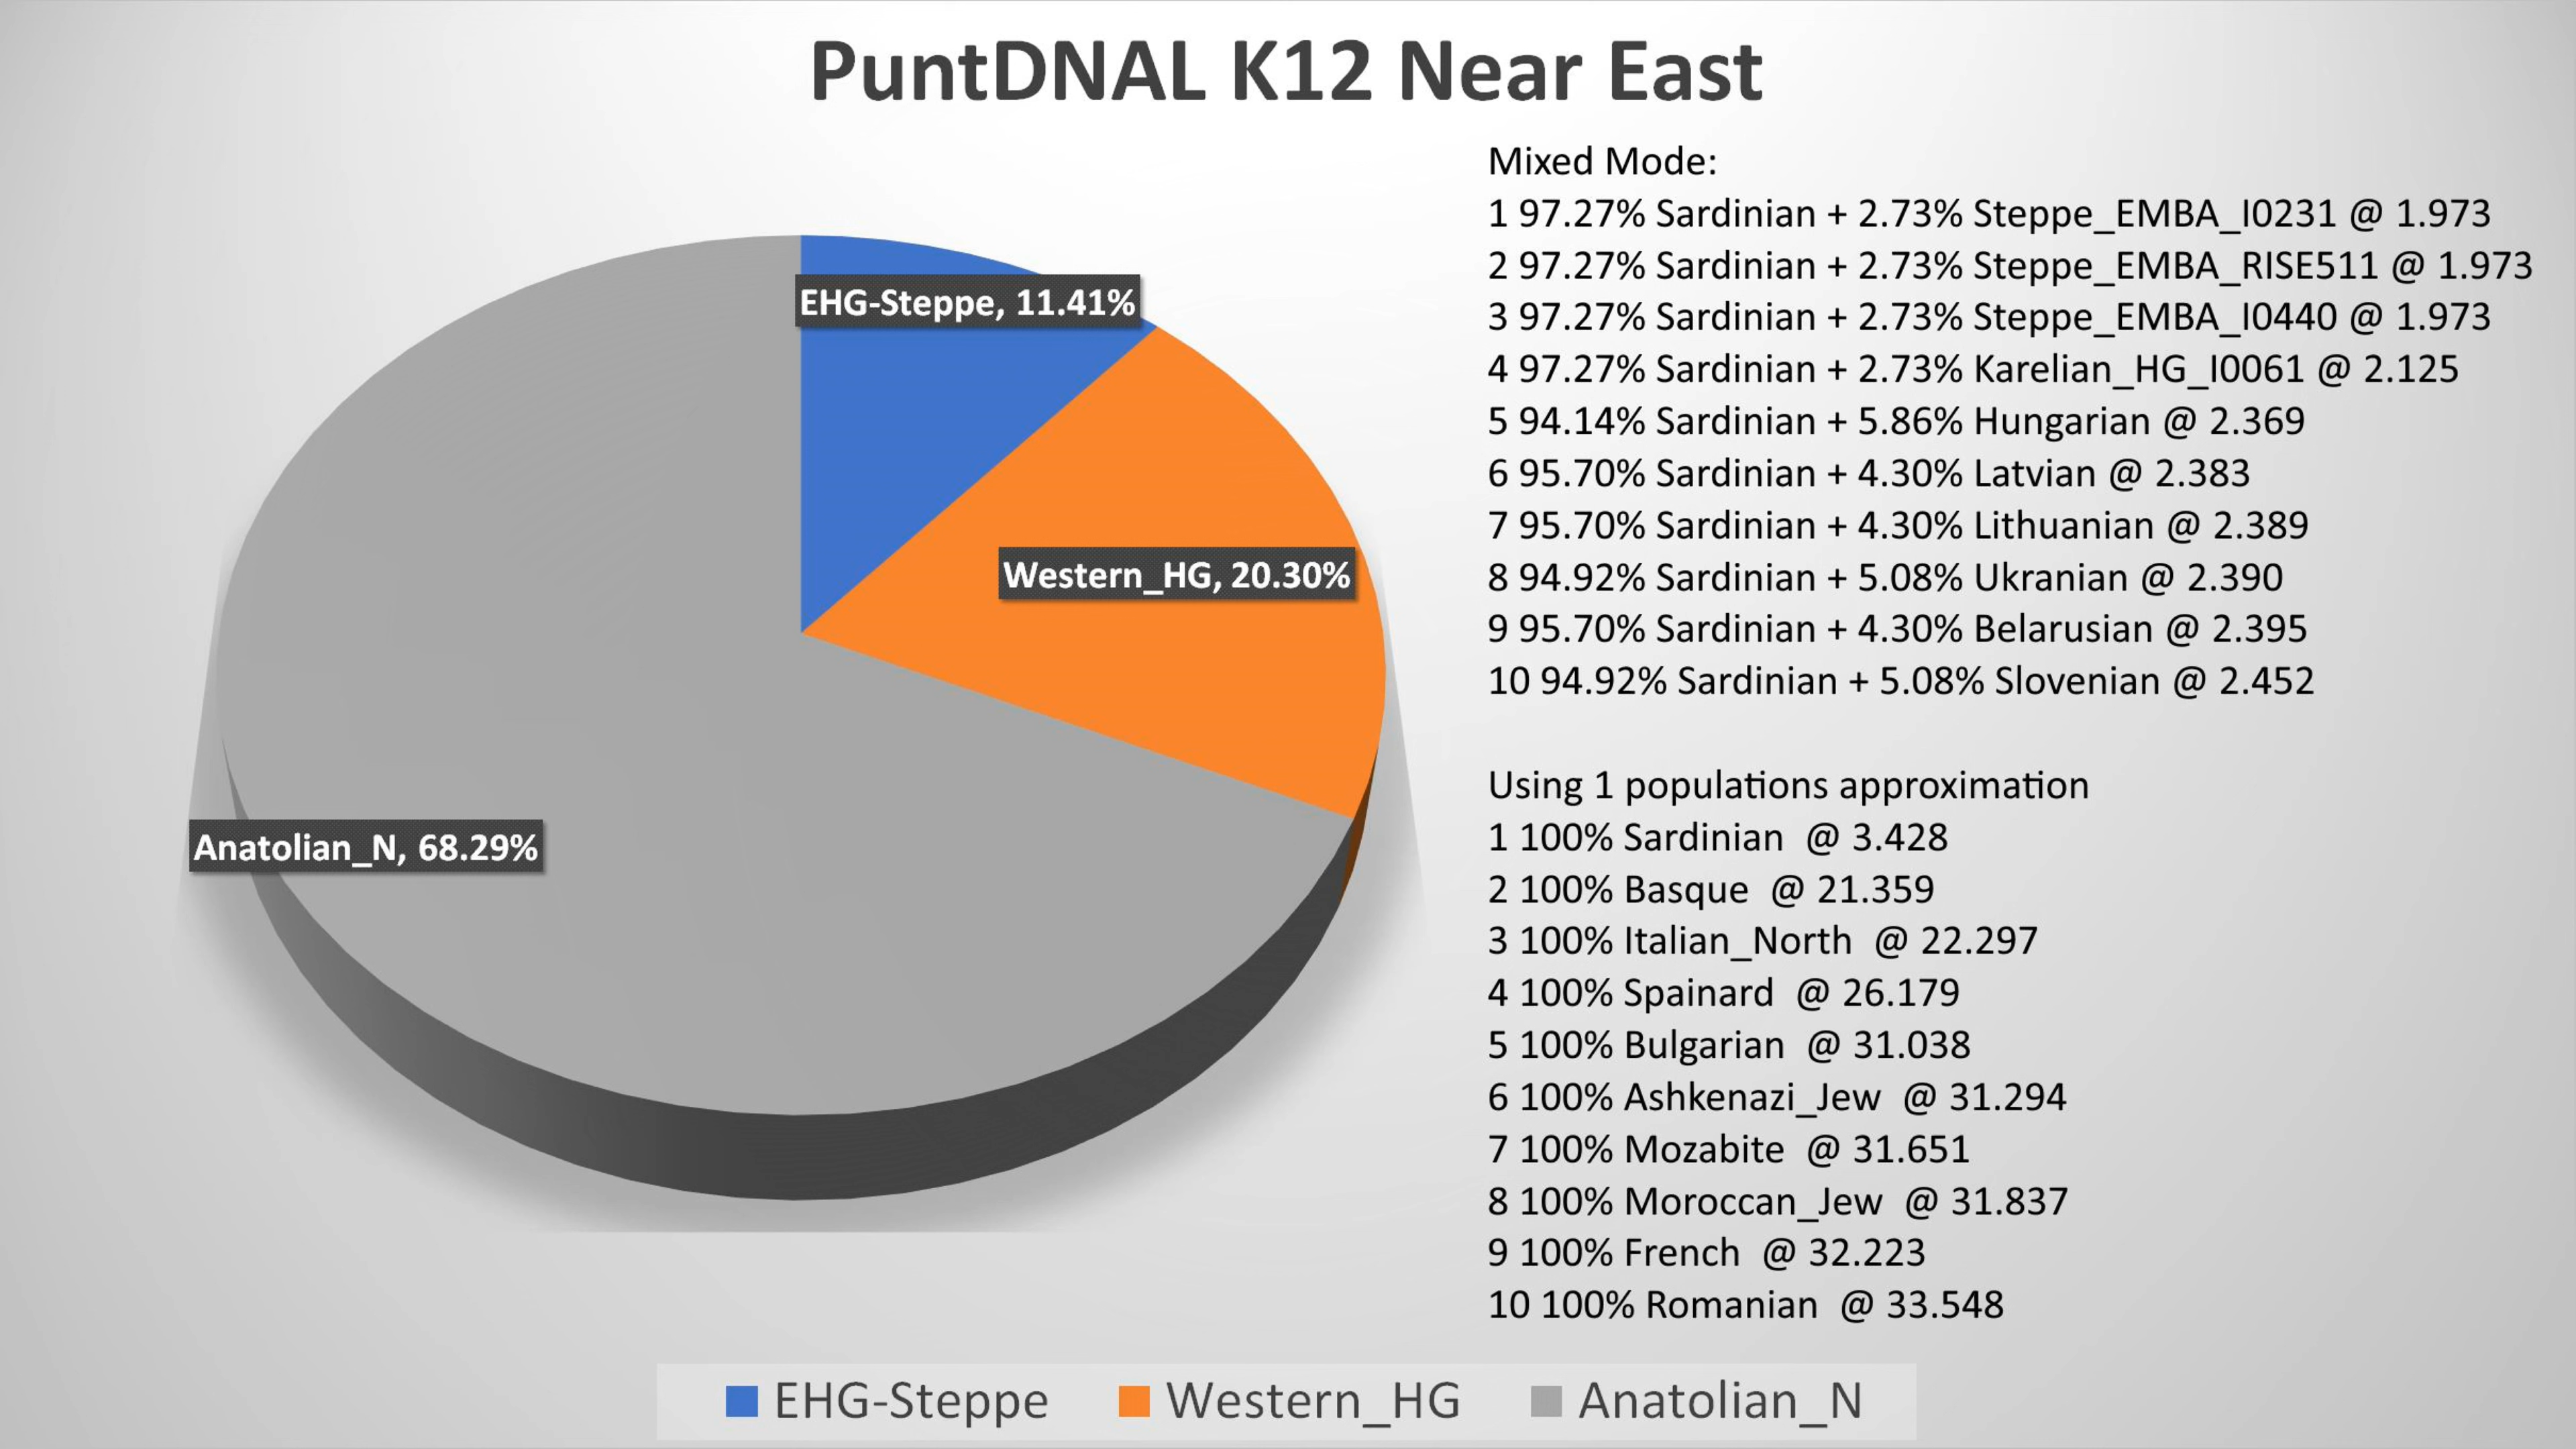 PuntDNAL K12 Near East
EHG-Steppe, 11.41%
Western_HG, 20.30%
Anatolian_N, 68.29%
Mixed Mode:
1 97.27% Sardinian + 2.73% Steppe_EMBA_I0231 @ 1.973
2 97.27% Sardinian + 2.73% Steppe_EMBA_RISE511 @ 1.973
3 97.27% Sardinian + 2.73% Steppe_EMBA_I0440 @ 1.973
4 97.27% Sardinian + 2.73% Karelian_HG_I0061 @ 2.125
5 94.14% Sardinian + 5.86% Hungarian @ 2.369
6 95.70% Sardinian + 4.30% Latvian @ 2.383
7 95.70% Sardinian + 4.30% Lithuanian @ 2.389
8 94.92% Sardinian + 5.08% Ukranian @ 2.390
9 95.70% Sardinian + 4.30% Belarusian @ 2.395
10 94.92% Sardinian + 5.08% Slovenian @ 2.452
Using 1 populations approximation
1 100% Sardinian @ 3.428
2 100% Basque @ 21.359
3 100% Italian_North @ 22.297
4 100% Spainard @ 26.179
5 100% Bulgarian @ 31.038
6 100% Ashkenazi_Jew @ 31.294
7 100% Mozabite @ 31.651
8 100% Moroccan_Jew @ 31.837
9 100% French @ 32.223
10 100% Romanian @ 33.548
EHG-Steppe Western_HG Anatolian_N